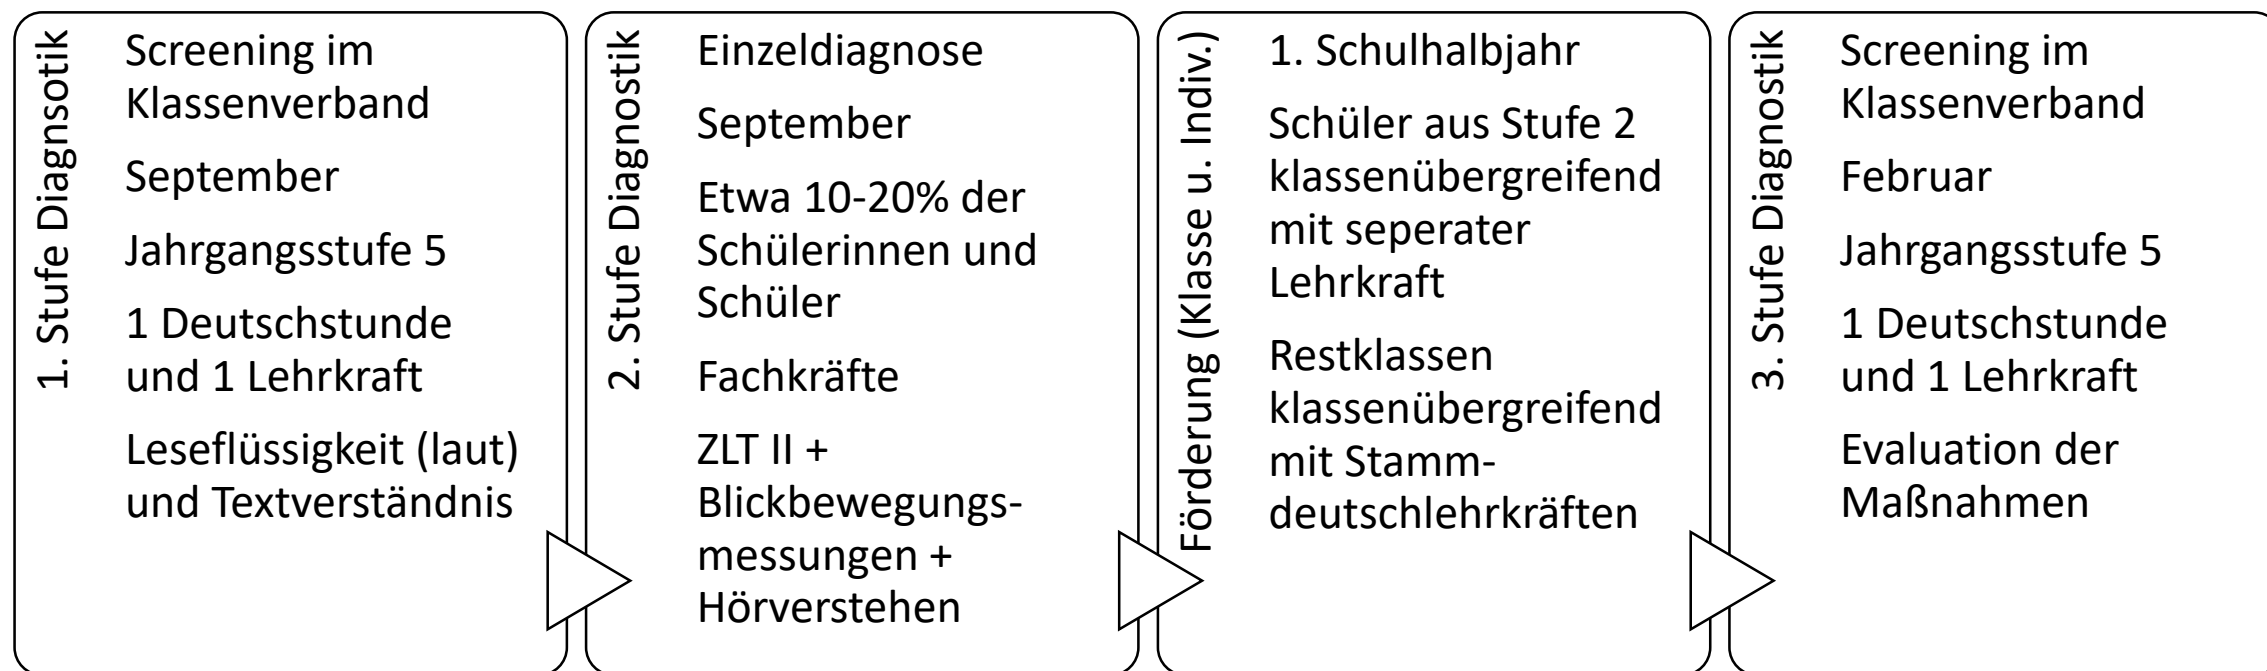 1. Stufe Diagnsotik
Screening im
Klassenverband
September
Jahrgangsstufe 5
1 Deutschstunde
und 1 Lehrkraft
Leseflüssigkeit (laut)
und Textverständnis
2. Stufe Diagnostik
Einzeldiagnose
September
Etwa 10-20% der
Schülerinnen und
Schüler
Fachkräfte
ZLT II +
Blickbewegungs-
messungen +
Hörverstehen
Förderung (Klasse u. Indiv.)
1. Schulhalbjahr
Schüler aus Stufe 2
klassenübergreifend
mit seperater
Lehrkraft
Restklassen
klassenübergreifend
mit Stamm-
deutschlehrkräften
3. Stufe Diagnostik
Screening im
Klassenverband
Februar
Jahrgangsstufe 5
1 Deutschstunde
und 1 Lehrkraft
Evaluation der
Maßnahmen